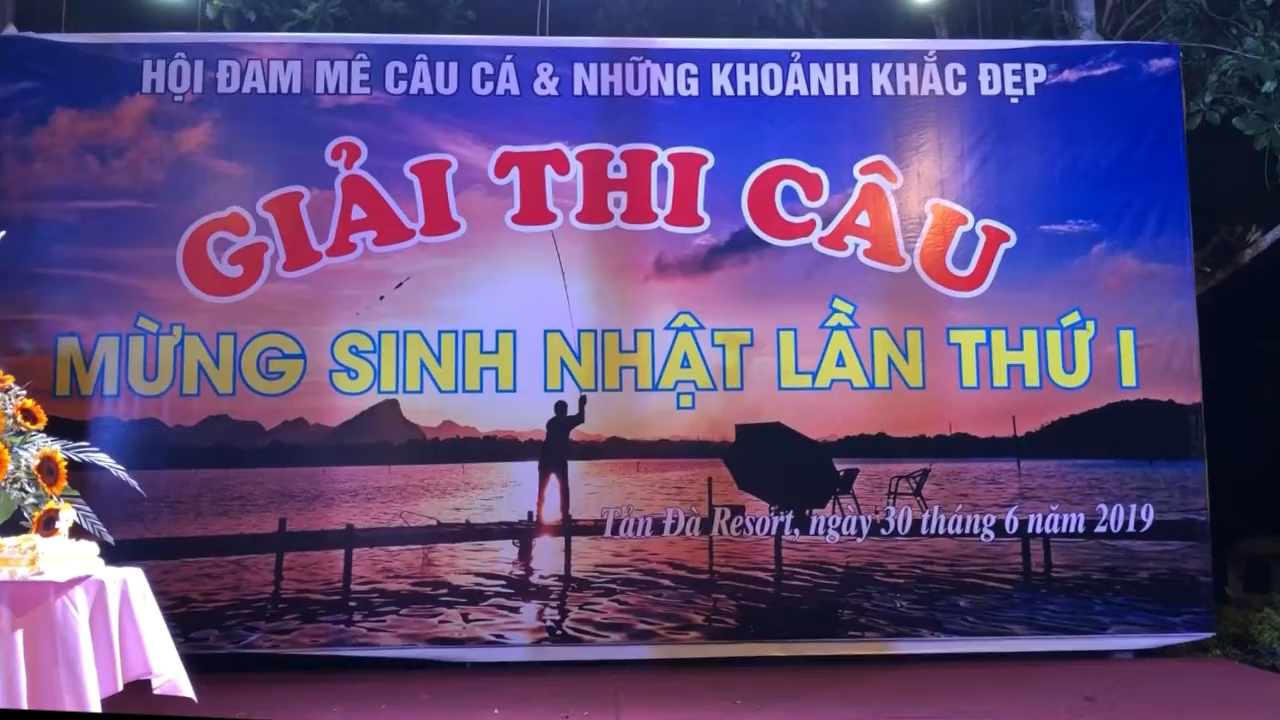 HỘI ĐAM MÊ CÂU CÁ & NHỮNG KHOẢNH KHẮC ĐẸP
GIẢI THI CÂU
MỪNG SINH NHẬT LẦN THỨ I
Tản Đà Resort, ngày 30 tháng 6 năm 2019